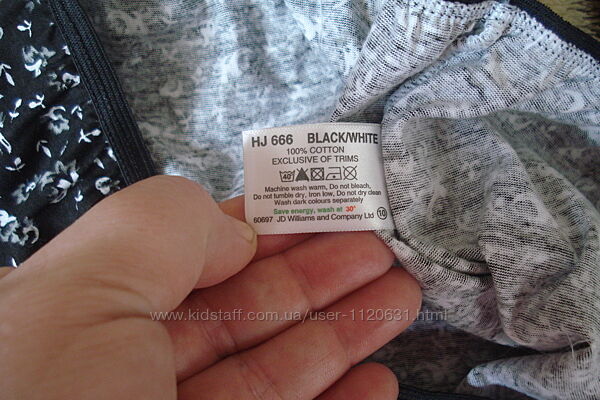 HJ 666 BLACK/WHITE
100% COTTON
EXCLUSIVE OF TRIMS
40
Machine wash warm, Do not bleach,
Do not tumble dry, Iron low, Do not dry clean
Wash dark colours separately
Save energy, wash at 30°
60697 JD Williams and Company Ltd 10
www.kidstaff.com.ua/user-1120631.html